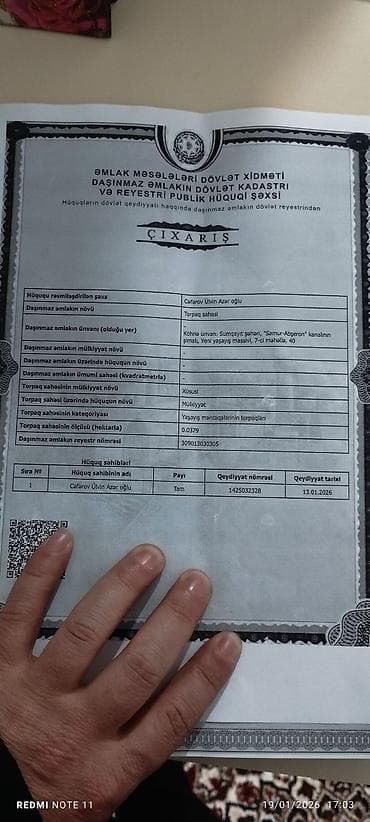 ƏMLAK MƏSƏLƏLƏRİ DÖVLƏT XİDMƏTİ
DAŞINMAZ ƏMLAKIN DÖVLƏT KADASTRI
VƏ REYESTRİ PUBLİK HÜQUQİ ŞƏXSİ
Hüquqların dövlət qeydiyyatı haqqında daşınmaz əmlakın dövlət reyestrindən
ÇIXARIŞ
Hüququ rəsmiləşdirilən şəxs Cəfərov Ülvin Azər oğlu
Daşınmaz əmlakın növü Torpaq sahəsi
Daşınmaz əmlakın ünvanı (olduğu yer) -
Köhnə ünvan: Sumqayıt şəhəri, "Samur-Abşeron" kanalının
şimalı, Yeni yaşayış massivi, 7-ci məhəllə, 40
Daşınmaz əmlakın mülkiyyət növü -
Daşınmaz əmlakın üzərində hüququn növü -
Daşınmaz əmlakın ümumi sahəsi (kvadratmetrlə) -
Torpaq sahəsinin mülkiyyət növü Xüsusi
Torpaq sahəsi üzərində hüququn növü Mülkiyyət
Torpaq sahəsinin kateqoriyası Yaşayış məntəqələrinin torpaqları
Torpaq sahəsinin ölçüsü (hektarla) 0.0379
Daşınmaz əmlakın reyestr nömrəsi 309013030305
Hüquq sahibləri
Sıra № Hüquq sahibinin adı Payı Qeydiyyat nömrəsi Qeydiyyat tarixi
1 Cəfərov Ülvin Azər oğlu Tam 1425032328 13.01.2026
REDMI NOTE 11 19/01/2026 17:03